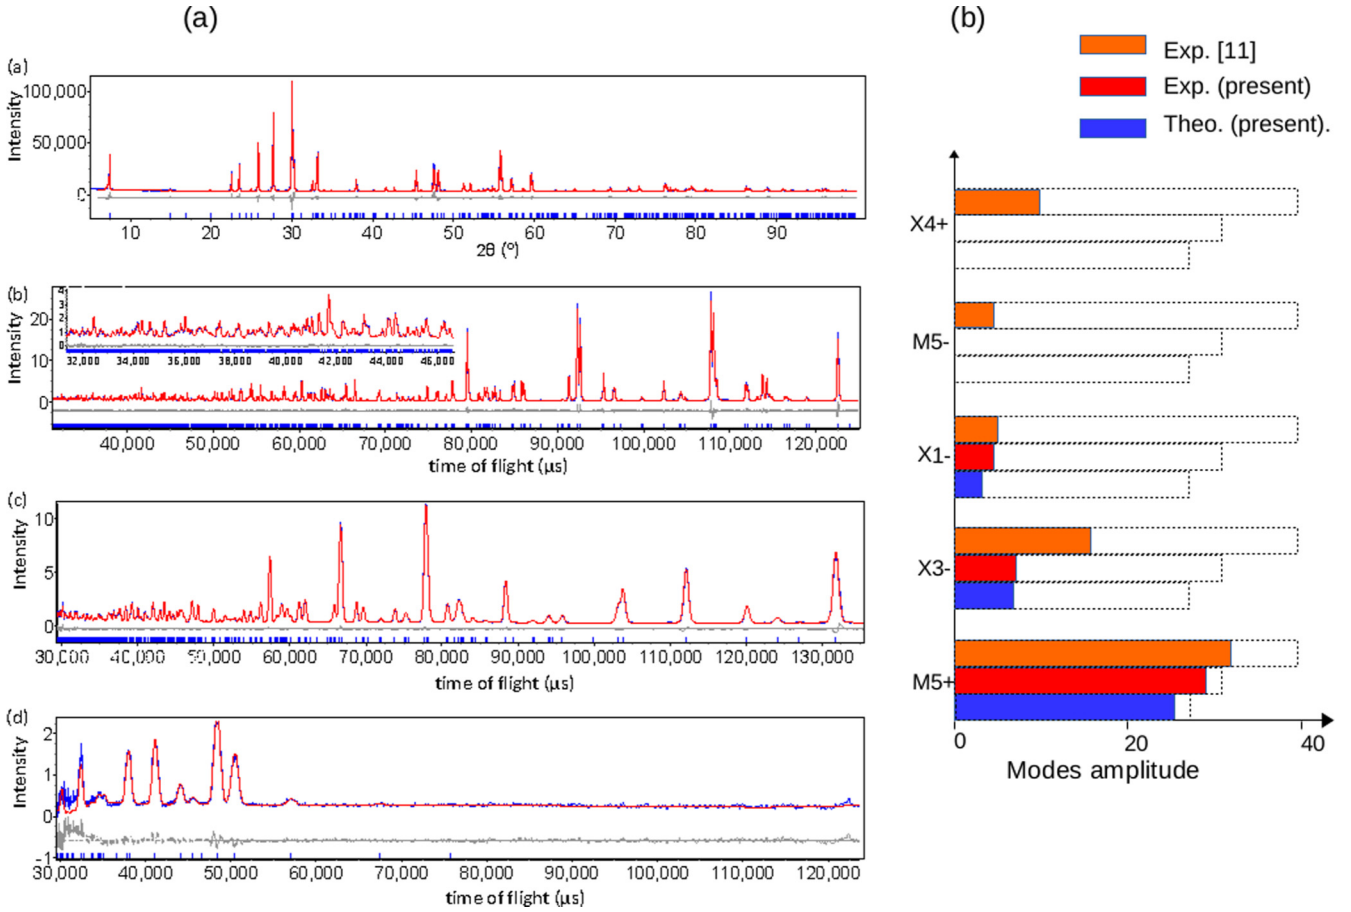 (a)
(b)
Exp. [11]
Exp. (present)
Theo. (present).
(a)
100,000
50,000
0
Intensity
10 20 30 40 50 60 70 80 90
2θ (°)
(b)
4
3
2
1
0
32,000 34,000 36,000 38,000 40,000 42,000 44,000 46,000
20
10
0
Intensity
40,000 50,000 60,000 70,000 80,000 90,000 100,000 110,000 120,000
time of flight (µs)
(c)
10
5
0
Intensity
30,000 40,000 50,000 60,000 70,000 80,000 90,000 100,000 110,000 120,000 130,000
time of flight (µs)
(d)
2
1
0
-1
Intensity
30,000 40,000 50,000 60,000 70,000 80,000 90,000 100,000 110,000 120,000
time of flight (µs)
X4+
M5-
X1-
X3-
M5+
0 20 40
Modes amplitude